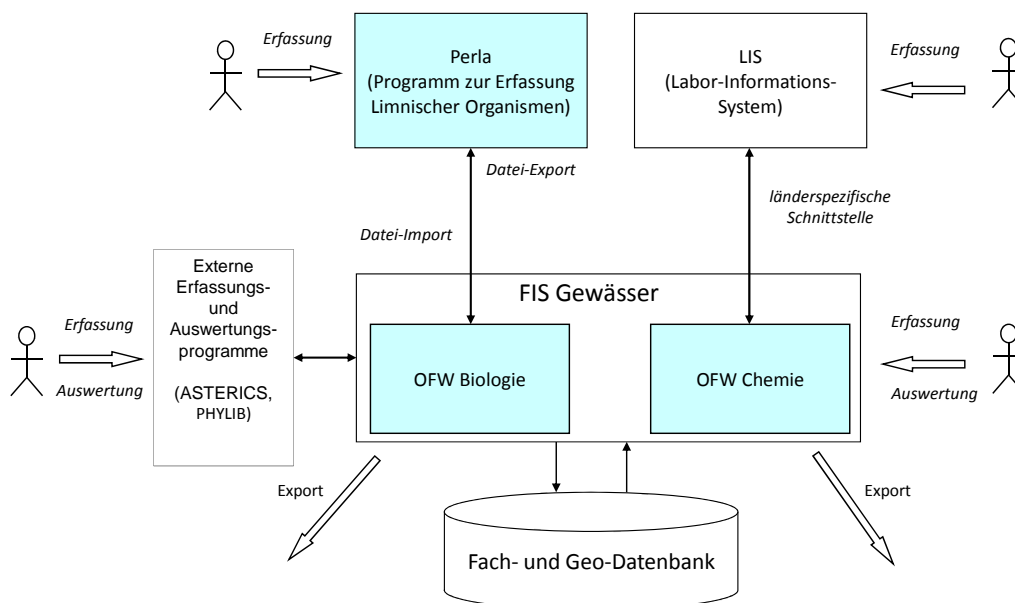 Erfassung
Perla
(Programm zur Erfassung
Limnischer Organismen)
LIS
(Labor-Informations-
System)
Erfassung
Datei-Export
länderspezifische
Schnittstelle
Datei-Import
Externe
Erfassungs-
und
Auswertungs-
programme
(ASTERICS,
PHYLIB)
FIS Gewässer
Erfassung
Auswertung
OFW Biologie
OFW Chemie
Erfassung
Auswertung
Export
Export
Fach- und Geo-Datenbank